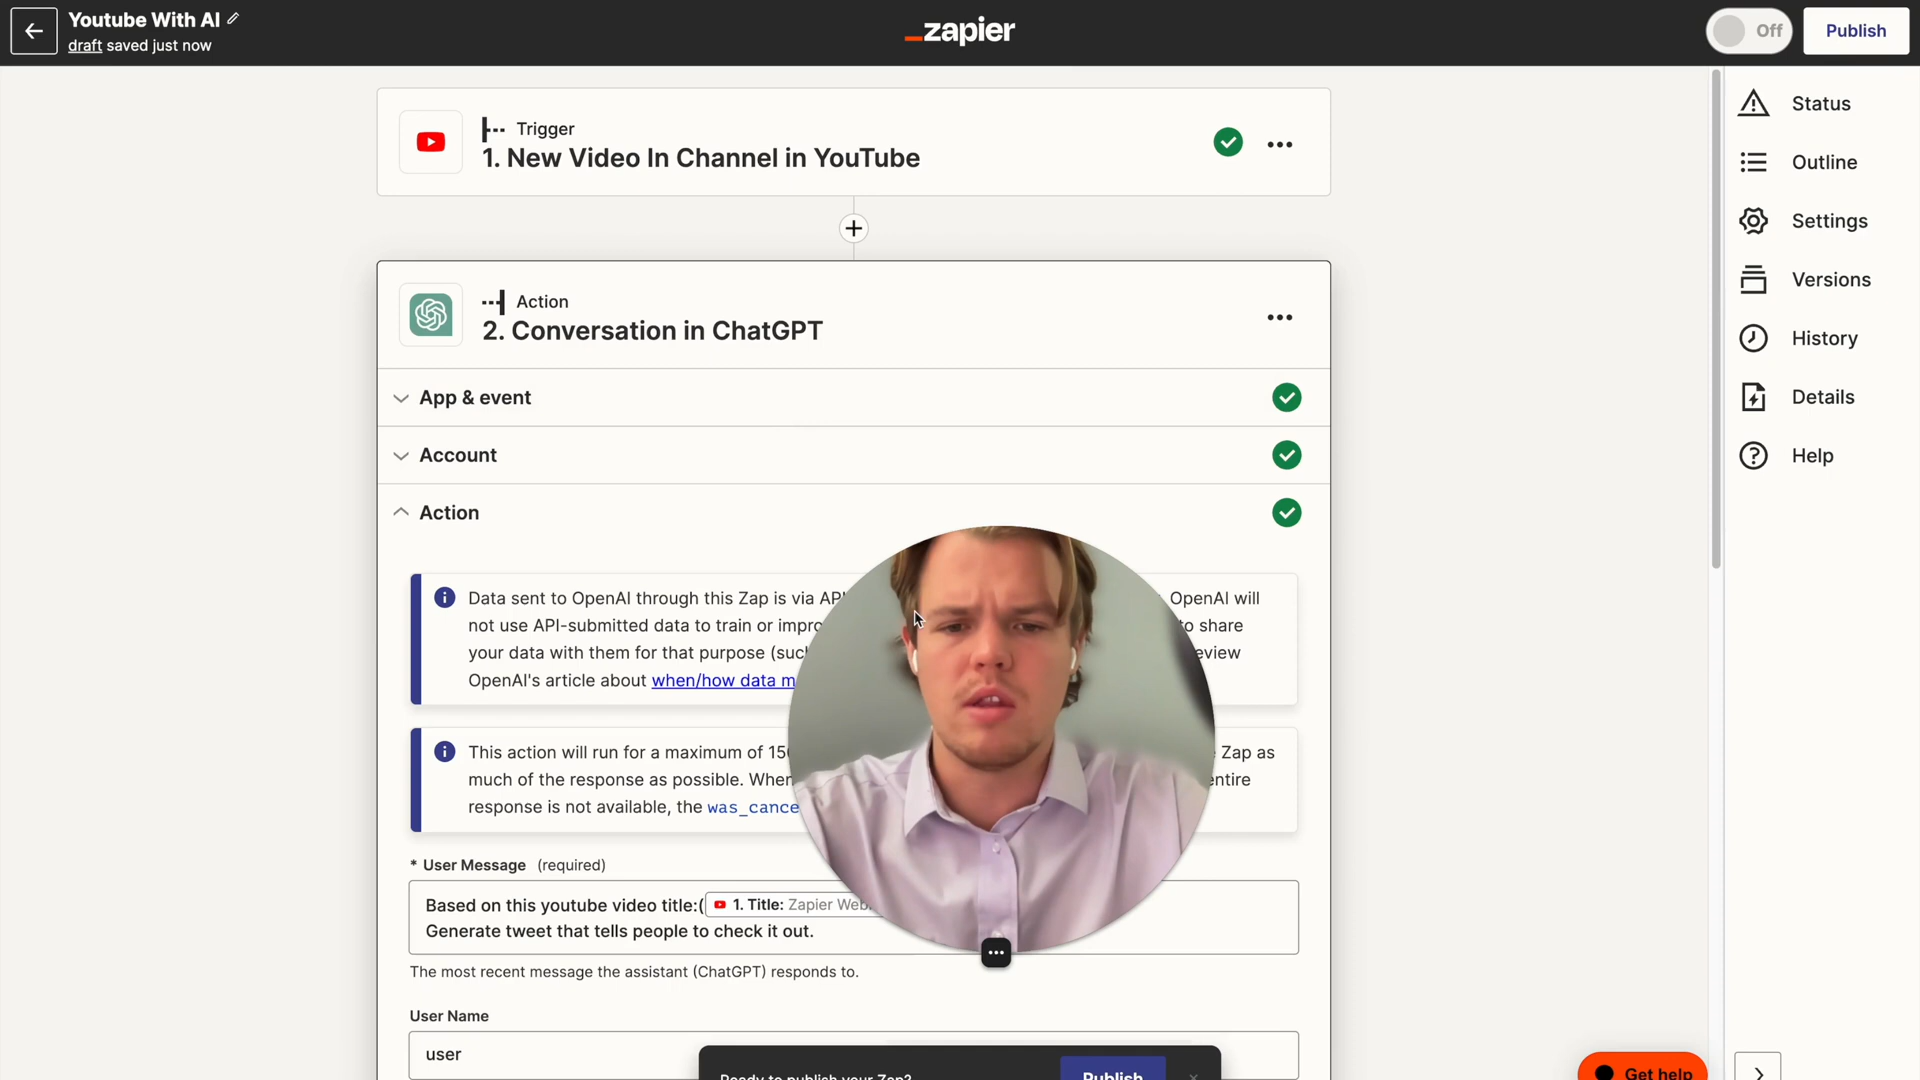 Youtube With AI
draft saved just now
zapier
Off
Publish
Trigger
1. New Video In Channel in YouTube
Action
2. Conversation in ChatGPT
App & event
Account
Action
Data sent to OpenAI through this Zap is via API OpenAI will
not use API-submitted data to train or to share
your data with them for that purpose
OpenAI's article about when/how data
This action will run for a maximum of Zap as
much of the response as possible. When entire
response is not available, the
* User Message (required)
Based on this youtube video title:( 1. Title: Zapier
Generate tweet that tells people to check it out.
The most recent message the assistant (ChatGPT) responds to.
User Name
user
Ready to publish your Zap?
Publish
Status
Outline
Settings
Versions
History
Details
Help
Get help